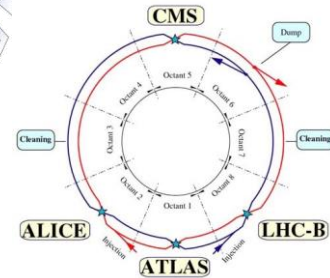 CMS
Dump
Octant 5
Octant 4
Octant 6
Cleaning
Octant 3
Octant 7
Cleaning
Octant 2
Octant 8
Octant 1
ALICE
LHC-B
Injection
Injection
ATLAS